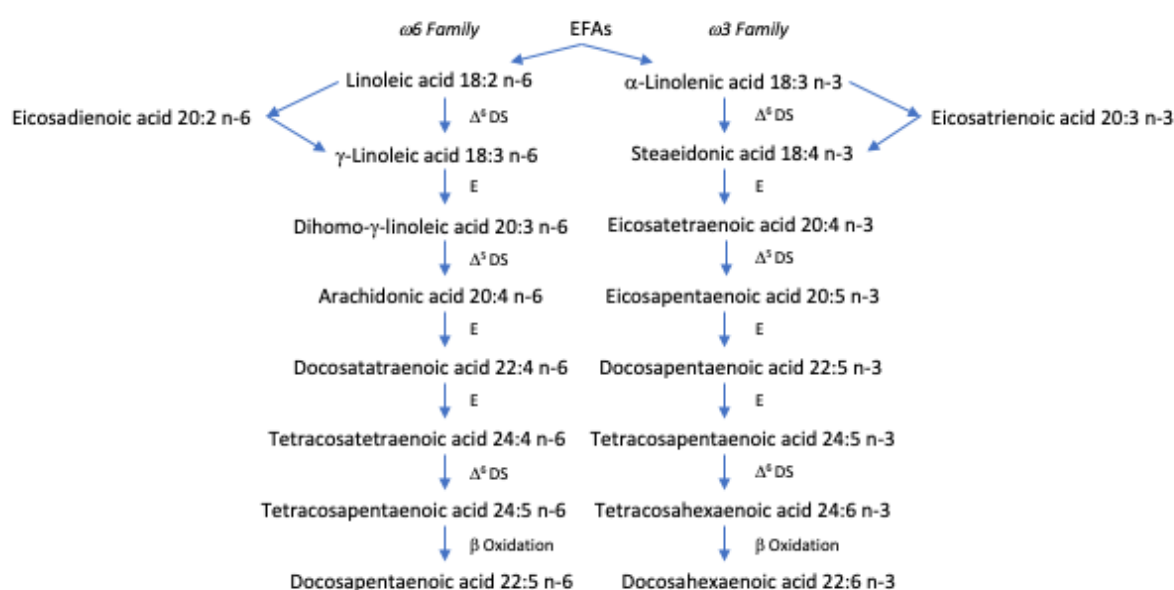 ω6 Family EFAs ω3 Family
Linoleic acid 18:2 n-6 α-Linolenic acid 18:3 n-3
Eicosadienoic acid 20:2 n-6 Δ⁶ DS Δ⁶ DS Eicosatrienoic acid 20:3 n-3
γ-Linoleic acid 18:3 n-6 Steaeidonic acid 18:4 n-3
E E
Dihomo-γ-linoleic acid 20:3 n-6 Eicosatetraenoic acid 20:4 n-3
Δ⁵ DS Δ⁵ DS
Arachidonic acid 20:4 n-6 Eicosapentaenoic acid 20:5 n-3
E E
Docosatatraenoic acid 22:4 n-6 Docosapentaenoic acid 22:5 n-3
E E
Tetracosatetraenoic acid 24:4 n-6 Tetracosapentaenoic acid 24:5 n-3
Δ⁶ DS Δ⁶ DS
Tetracosapentaenoic acid 24:5 n-6 Tetracosahexaenoic acid 24:6 n-3
β Oxidation β Oxidation
Docosapentaenoic acid 22:5 n-6 Docosahexaenoic acid 22:6 n-3